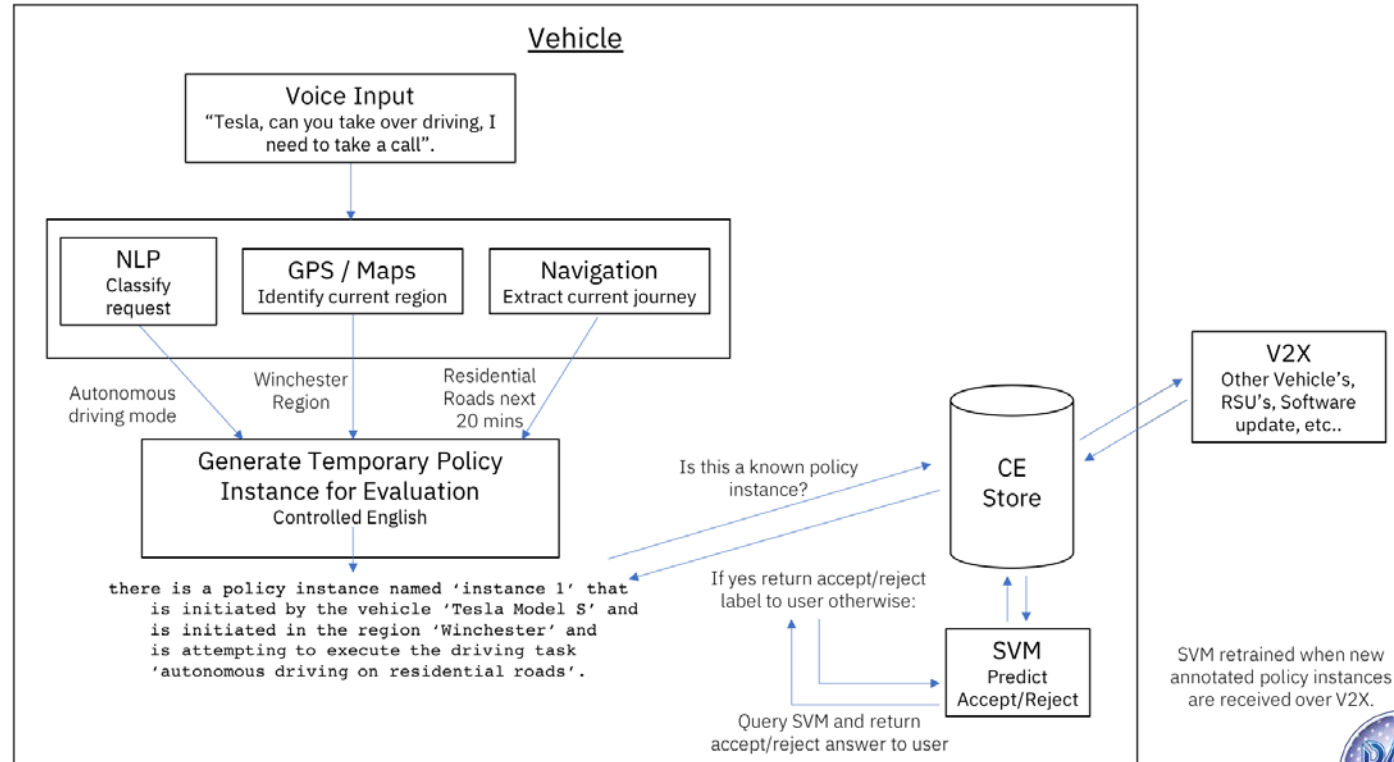 Vehicle
Voice Input
“Tesla, can you take over driving, I
need to take a call”.
NLP
Classify
request
GPS / Maps
Identify current region
Navigation
Extract current journey
Autonomous
driving mode
Winchester
Region
Residential
Roads next
20 mins
Generate Temporary Policy
Instance for Evaluation
Controlled English
there is a policy instance named ‘instance 1’ that
is initiated by the vehicle ‘Tesla Model S’ and
is initiated in the region ‘Winchester’ and
is attempting to execute the driving task
‘autonomous driving on residential roads’.
Is this a known policy
instance?
CE
Store
V2X
Other Vehicle’s,
RSU’s, Software
update, etc..
If yes return accept/reject
label to user otherwise:
SVM
Predict
Accept/Reject
Query SVM and return
accept/reject answer to user
SVM retrained when new
annotated policy instances
are received over V2X.